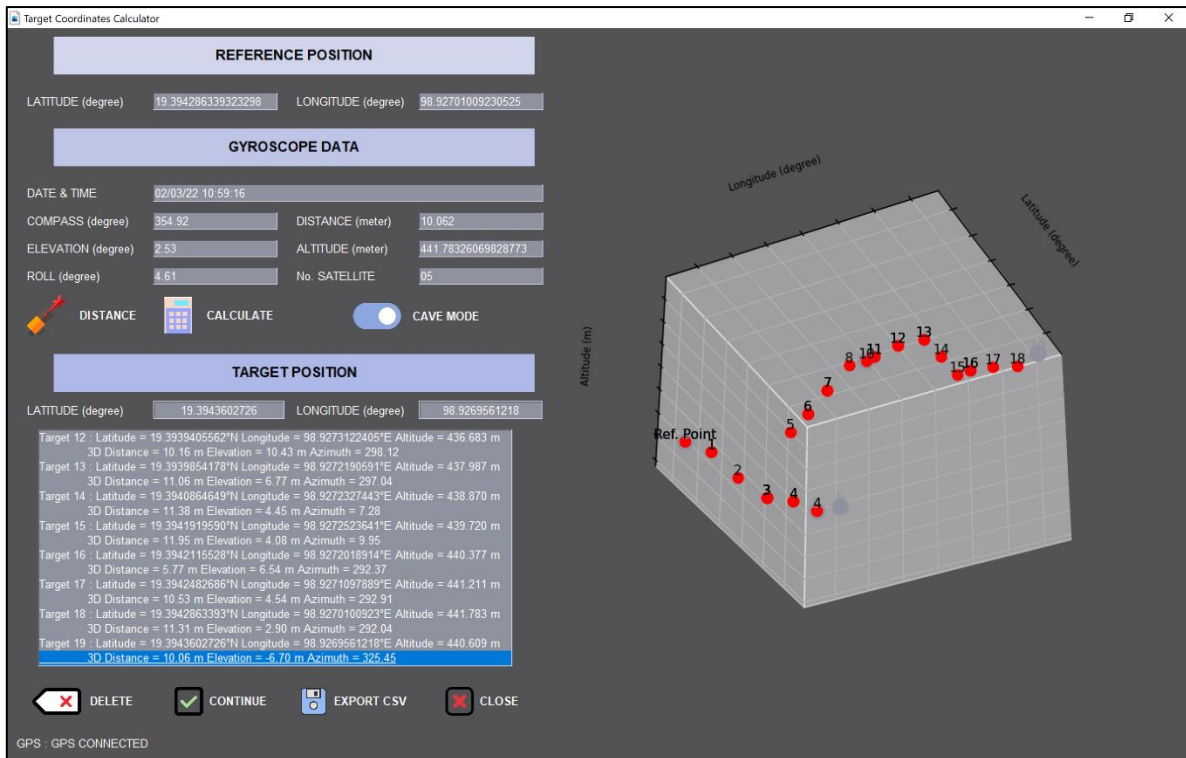 Target Coordinates Calculator
REFERENCE POSITION
LATITUDE (degree) 19.394286339323298 LONGITUDE (degree) 98.92701009230525
GYROSCOPE DATA
DATE & TIME 02/03/22 10:59:16
COMPASS (degree) 354.92 DISTANCE (meter) 10.062
ELEVATION (degree) 2.53 ALTITUDE (meter) 441.78326069828773
ROLL (degree) 4.61 No. SATELLITE 05
DISTANCE CALCULATE CAVE MODE
TARGET POSITION
LATITUDE (degree) 19.3943602726 LONGITUDE (degree) 98.9269561218
Target 12 : Latitude = 19.3939405562°N Longitude = 98.9273122405°E Altitude = 436.683 m
3D Distance = 10.16 m Elevation = 10.43 m Azimuth = 298.12
Target 13 : Latitude = 19.3939854178°N Longitude = 98.9272190591°E Altitude = 437.987 m
3D Distance = 11.06 m Elevation = 6.77 m Azimuth = 297.04
Target 14 : Latitude = 19.3940864649°N Longitude = 98.9272327443°E Altitude = 438.870 m
3D Distance = 11.38 m Elevation = 4.45 m Azimuth = 7.28
Target 15 : Latitude = 19.3941919590°N Longitude = 98.9272523641°E Altitude = 439.720 m
3D Distance = 11.95 m Elevation = 4.08 m Azimuth = 9.95
Target 16 : Latitude = 19.3942115528°N Longitude = 98.9272018914°E Altitude = 440.377 m
3D Distance = 5.77 m Elevation = 6.54 m Azimuth = 292.37
Target 17 : Latitude = 19.3942482686°N Longitude = 98.9271097889°E Altitude = 441.211 m
3D Distance = 10.53 m Elevation = 4.54 m Azimuth = 292.91
Target 18 : Latitude = 19.3942863393°N Longitude = 98.9270100923°E Altitude = 441.783 m
3D Distance = 11.31 m Elevation = 2.90 m Azimuth = 292.04
Target 19 : Latitude = 19.3943602726°N Longitude = 98.9269561218°E Altitude = 440.609 m
3D Distance = 10.06 m Elevation = -6.70 m Azimuth = 325.45
DELETE CONTINUE EXPORT CSV CLOSE
GPS : GPS CONNECTED
Longitude (degree)
Latitude (degree)
Altitude (m)
Ref. Point
1
2
3
4
4
5
6
7
8
10
11
12
13
14
15
16
17
18